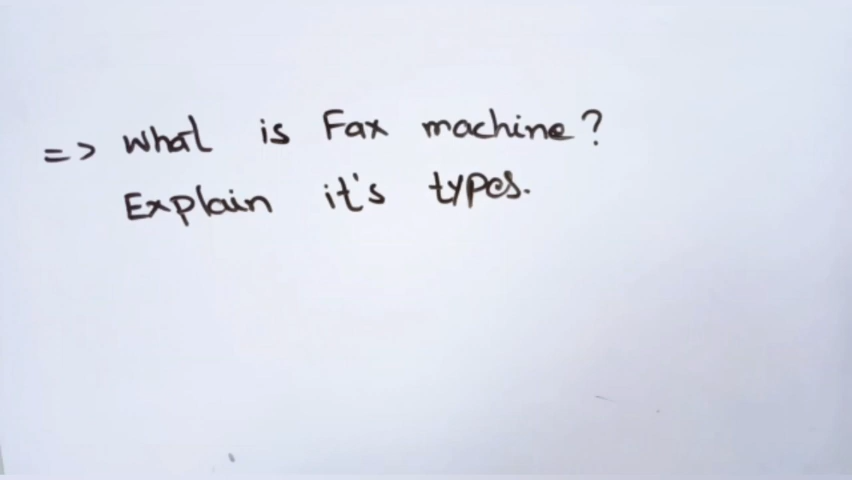 => What is Fax machine?
Explain it's types.